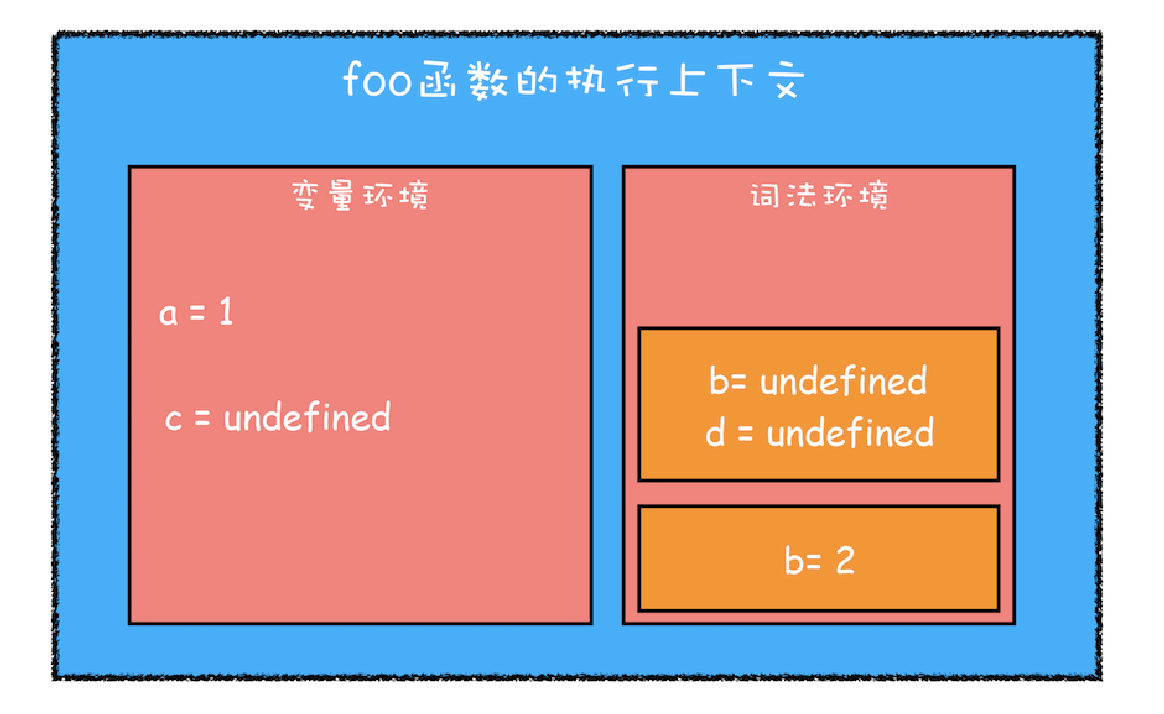 foo函数的执行上下文
变量环境
a = 1
c = undefined
词法环境
b= undefined
d = undefined
b= 2